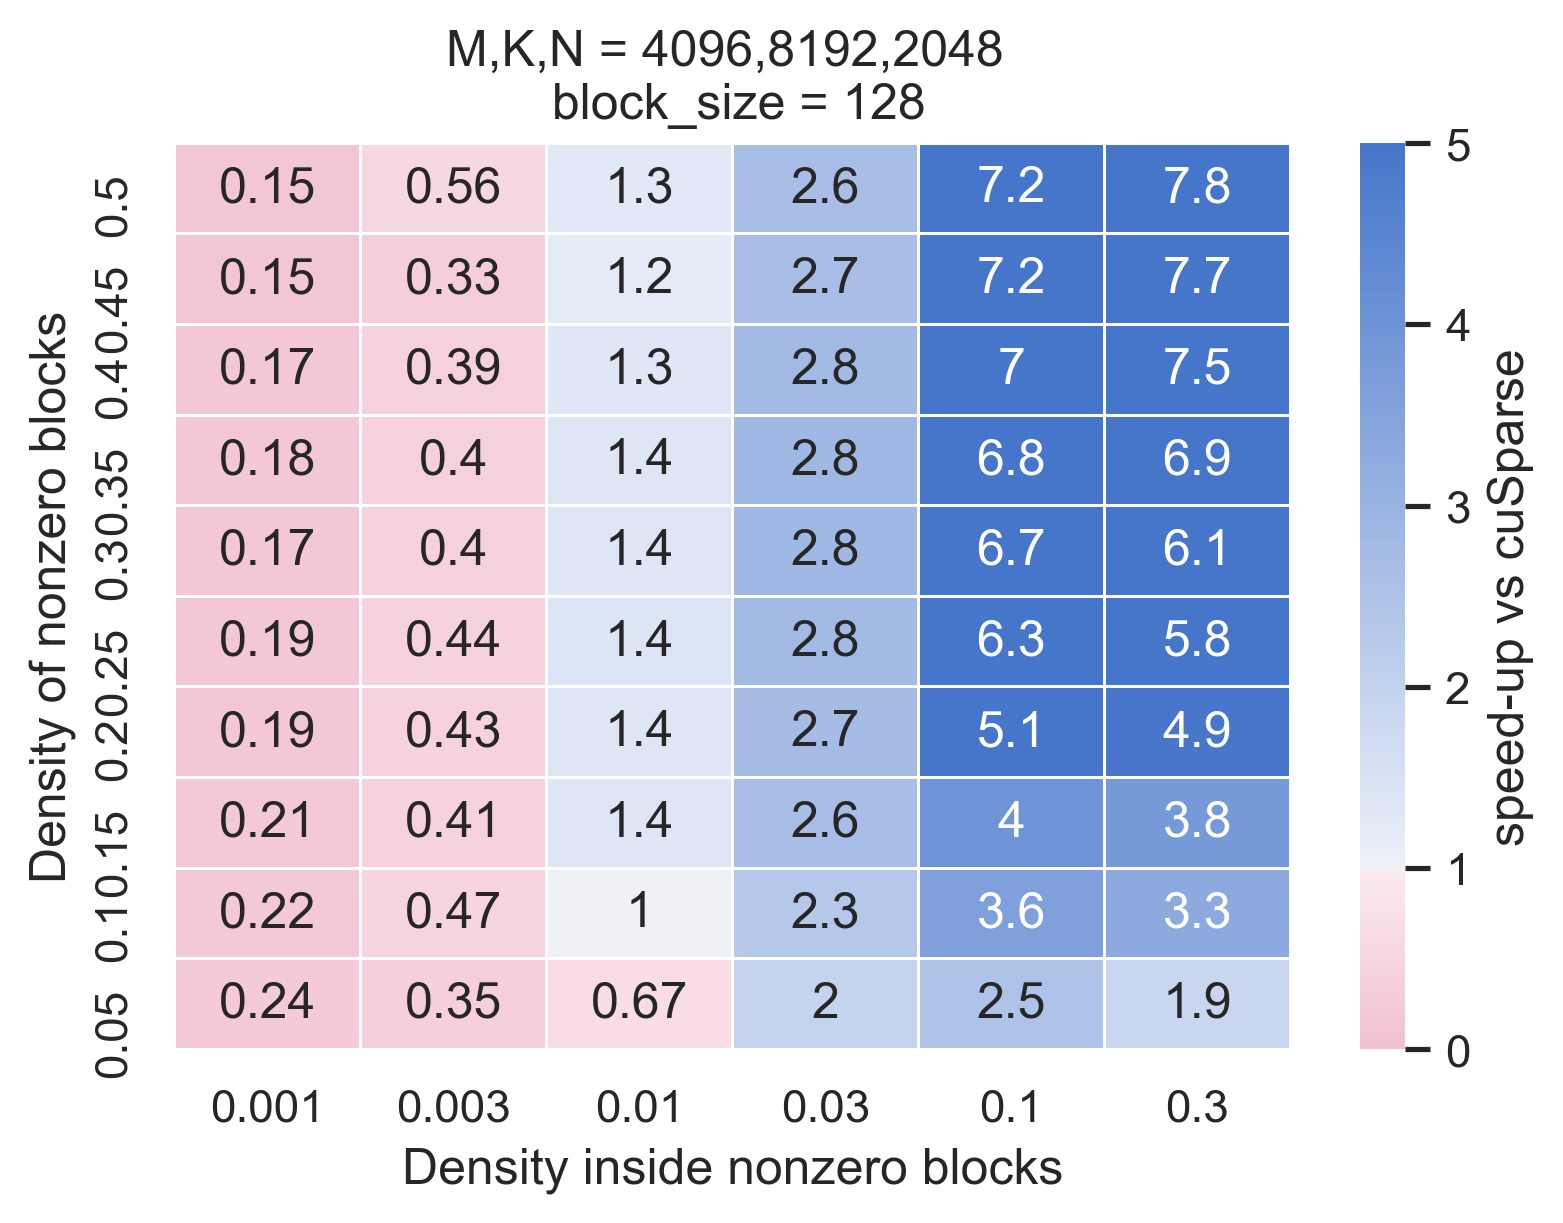 M,K,N = 4096,8192,2048
block_size = 128
Density of nonzero blocks
0.5 0.15 0.56 1.3 2.6 7.2 7.8
0.45 0.15 0.33 1.2 2.7 7.2 7.7
0.4 0.17 0.39 1.3 2.8 7 7.5
0.35 0.18 0.4 1.4 2.8 6.8 6.9
0.3 0.17 0.4 1.4 2.8 6.7 6.1
0.25 0.19 0.44 1.4 2.8 6.3 5.8
0.2 0.19 0.43 1.4 2.7 5.1 4.9
0.15 0.21 0.41 1.4 2.6 4 3.8
0.1 0.22 0.47 1 2.3 3.6 3.3
0.05 0.24 0.35 0.67 2 2.5 1.9
0.001 0.003 0.01 0.03 0.1 0.3
Density inside nonzero blocks
5
4
3
2
1
0
speed-up vs cuSparse